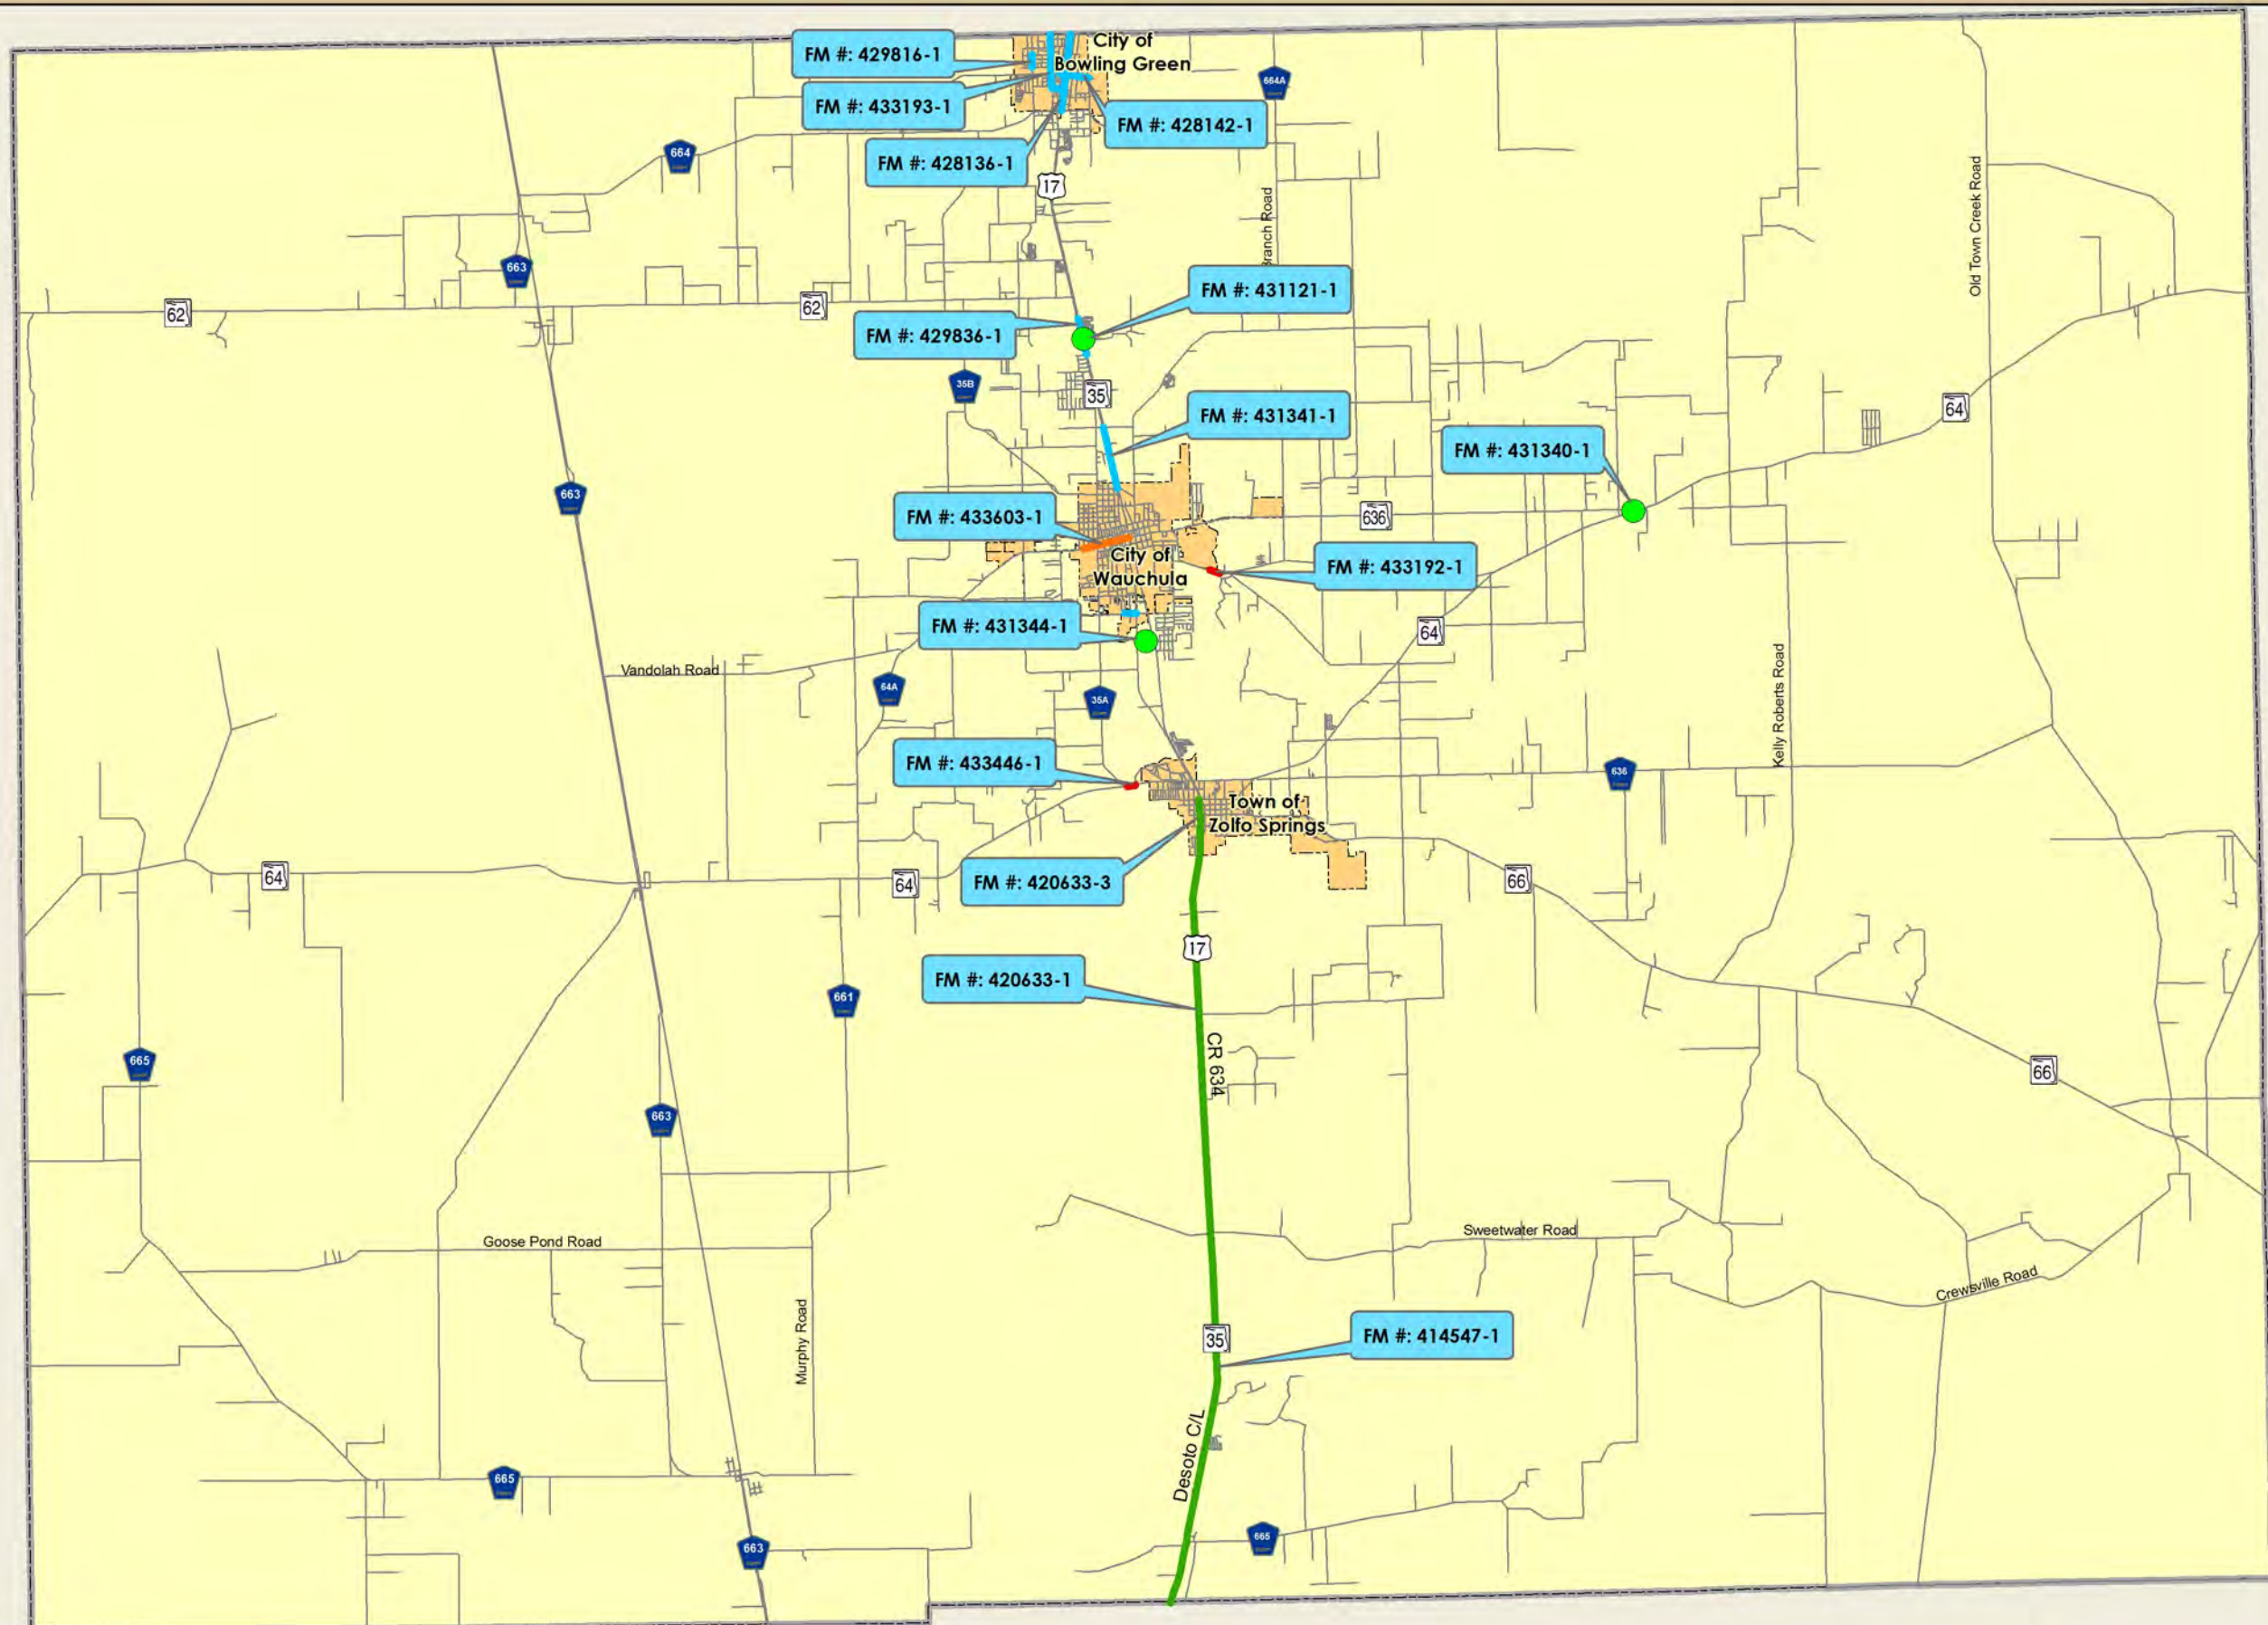 City of
Bowling Green
FM #: 429816-1
FM #: 433193-1
FM #: 428142-1
FM #: 428136-1
664A
664
17
Branch Road
Old Town Creek Road
663
62
62
FM #: 431121-1
FM #: 429836-1
35B
35
FM #: 431341-1
64
FM #: 431340-1
663
FM #: 433603-1
636
City of
Wauchula
FM #: 433192-1
FM #: 431344-1
64
Vandolah Road
64A
35A
Kelly Roberts Road
FM #: 433446-1
636
Town of
Zolfo Springs
64
64
FM #: 420633-3
66
17
FM #: 420633-1
661
CR 634
665
66
663
Goose Pond Road
Sweetwater Road
Crewsville Road
Murphy Road
35
FM #: 414547-1
Desoto C/L
665
663
665